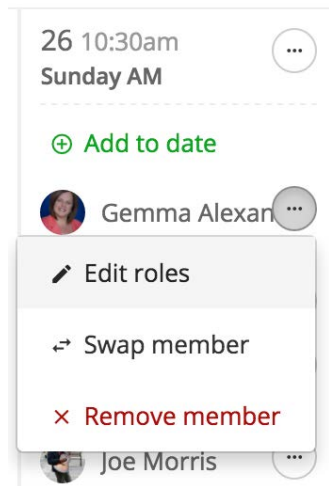 26 10:30am
Sunday AM
Add to date
Gemma Alexan
Edit roles
Swap member
Remove member
Joe Morris